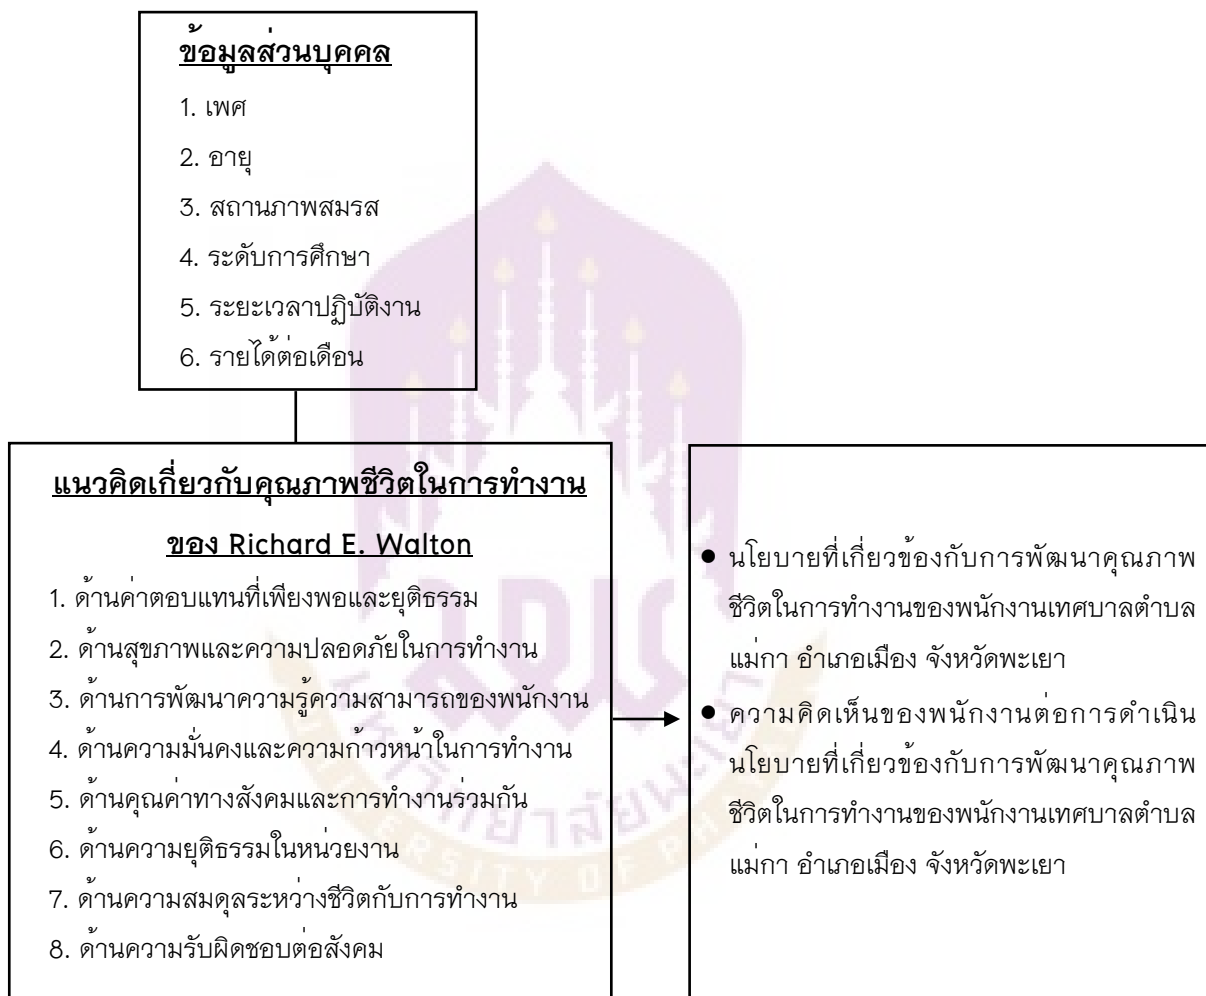 ข้อมูลส่วนบุคคล
1. เพศ
2. อายุ
3. สถานภาพสมรส
4. ระดับการศึกษา
5. ระยะเวลาปฏิบัติงาน
6. รายได้ต่อเดือน
แนวคิดเกี่ยวกับคุณภาพชีวิตในการทำงาน
ของ Richard E. Walton
1. ด้านค่าตอบแทนที่เพียงพอและยุติธรรม
2. ด้านสุขภาพและความปลอดภัยในการทำงาน
3. ด้านการพัฒนาความรู้ความสามารถของพนักงาน
4. ด้านความมั่นคงและความก้าวหน้าในการทำงาน
5. ด้านคุณค่าทางสังคมและการทำงานร่วมกัน
6. ด้านความยุติธรรมในหน่วยงาน
7. ด้านความสมดุลระหว่างชีวิตกับการทำงาน
8. ด้านความรับผิดชอบต่อสังคม
● นโยบายที่เกี่ยวข้องกับการพัฒนาคุณภาพ
ชีวิตในการทำงานของพนักงานเทศบาลตำบล
แม่กา อำเภอเมือง จังหวัดพะเยา
● ความคิดเห็นของพนักงานต่อการดำเนิน
นโยบายที่เกี่ยวข้องกับการพัฒนาคุณภาพ
ชีวิตในการทำงานของพนักงานเทศบาลตำบล
แม่กา อำเภอเมือง จังหวัดพะเยา